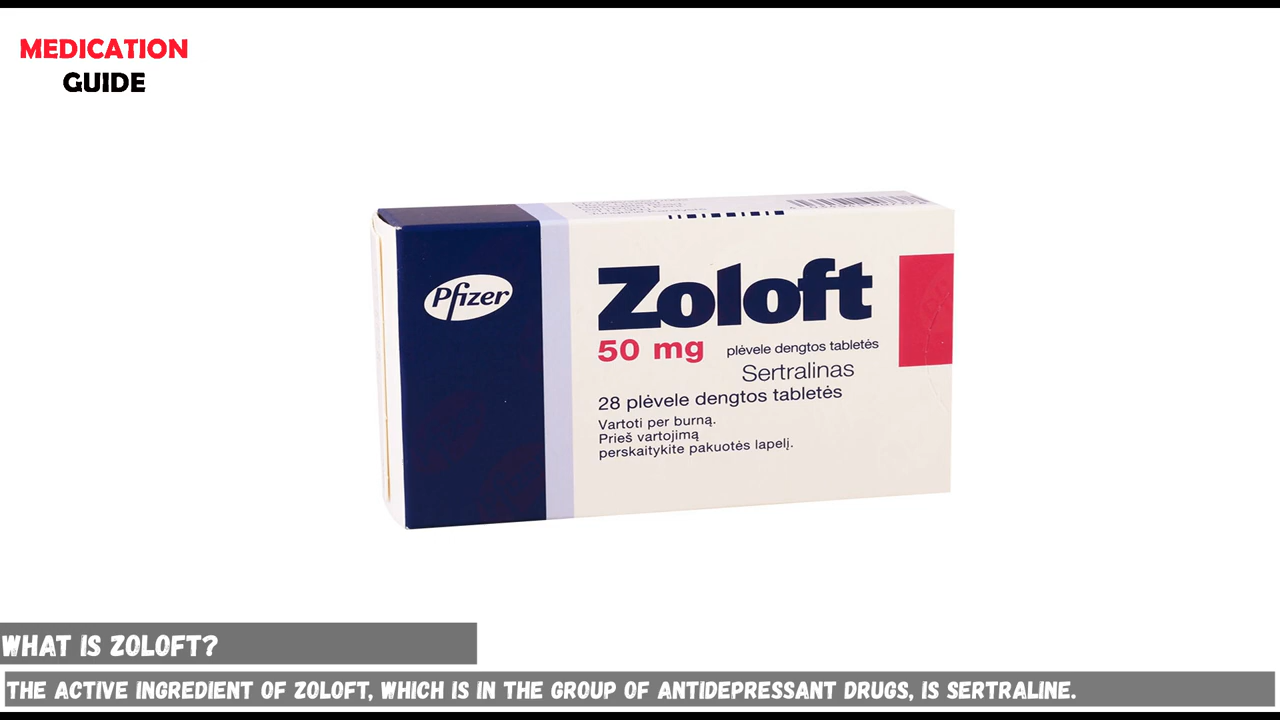 MEDICATION
GUIDE
Pfizer
Zoloft
50 mg plėvele dengtos tabletės
Sertralinas
28 plėvele dengtos tabletės
Vartoti per burną.
Prieš vartojimą
perskaitykite pakuotės lapelį.
WHAT IS ZOLOFT?
THE ACTIVE INGREDIENT OF ZOLOFT, WHICH IS IN THE GROUP OF ANTIDEPRESSANT DRUGS, IS SERTRALINE.